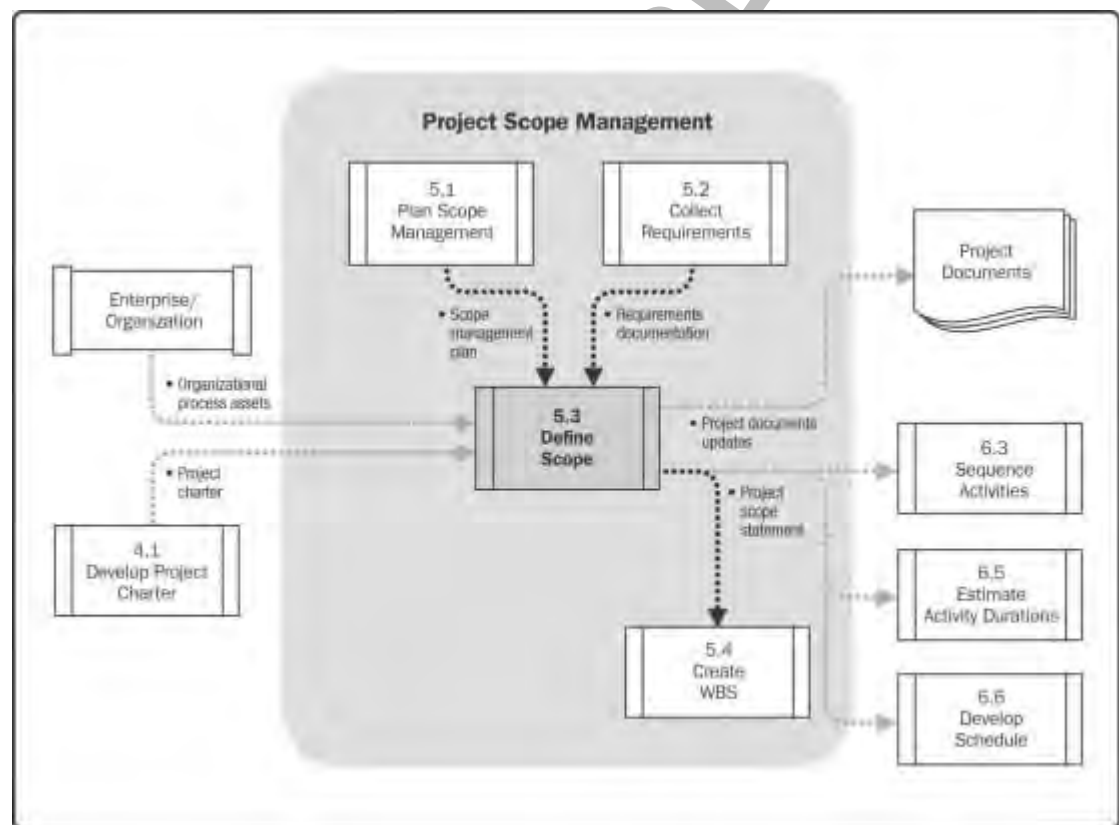 Project Scope Management
5.1
Plan Scope
Management
5.2
Collect
Requirements
Project
Documents
Enterprise/
Organization
• Scope
management
plan
• Requirements
documentation
• Organizational
process assets
5.3
Define
Scope
• Project documents
updates
6.3
Sequence
Activities
• Project
charter
• Project
scope
statement
4.1
Develop Project
Charter
6.5
Estimate
Activity Durations
5.4
Create
WBS
6.6
Develop
Schedule